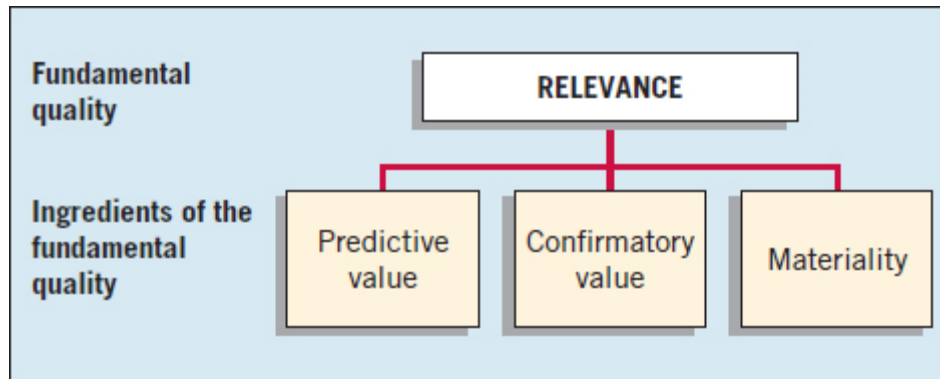 Fundamental
quality
RELEVANCE
Ingredients of the
fundamental
quality
Predictive
value
Confirmatory
value
Materiality